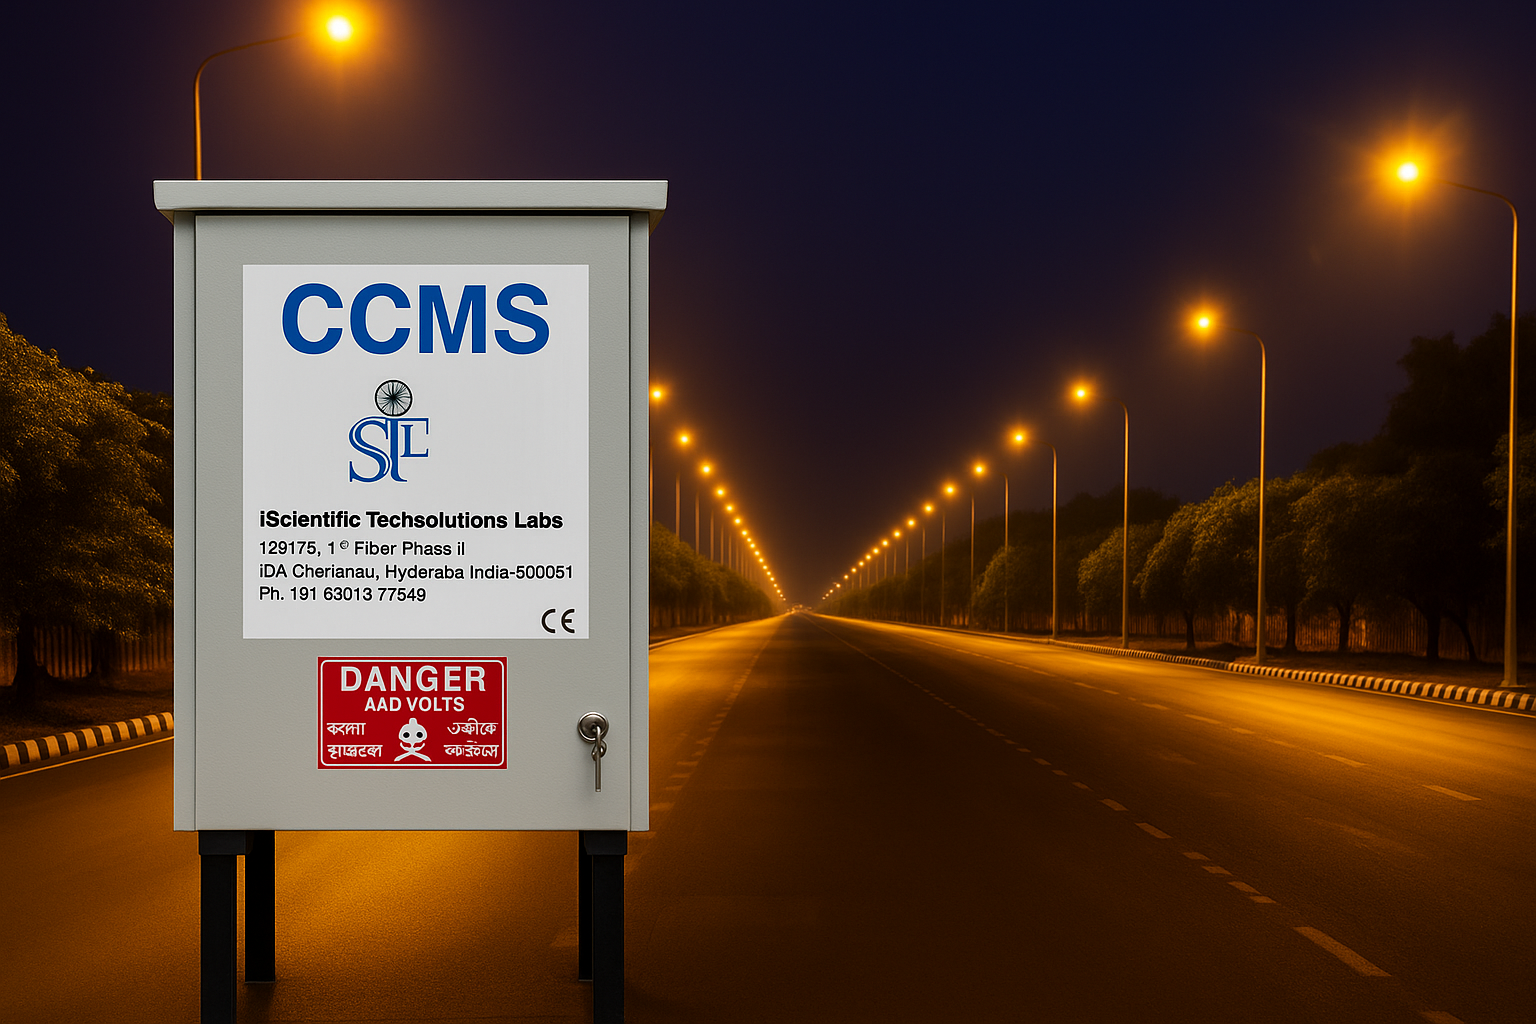 CCMS
STL
iScientific Techsolutions Labs
129175, 1 e Fiber Phass il
iDA Cherianau, Hyderaba India-500051
Ph. 191 63013 77549
CE
DANGER
AAD VOLTS